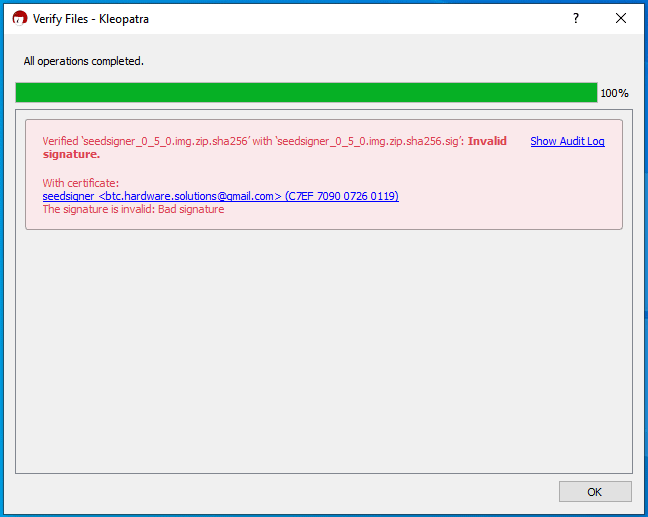 Verify Files - Kleopatra
?
All operations completed.
100%
Verified ‘seedsigner_0_5_0.img.zip.sha256’ with ‘seedsigner_0_5_0.img.zip.sha256.sig’: Invalid signature.
Show Audit Log
With certificate:
seedsigner <btc.hardware.solutions@gmail.com> (C7EF 7090 0726 0119)
The signature is invalid: Bad signature
OK